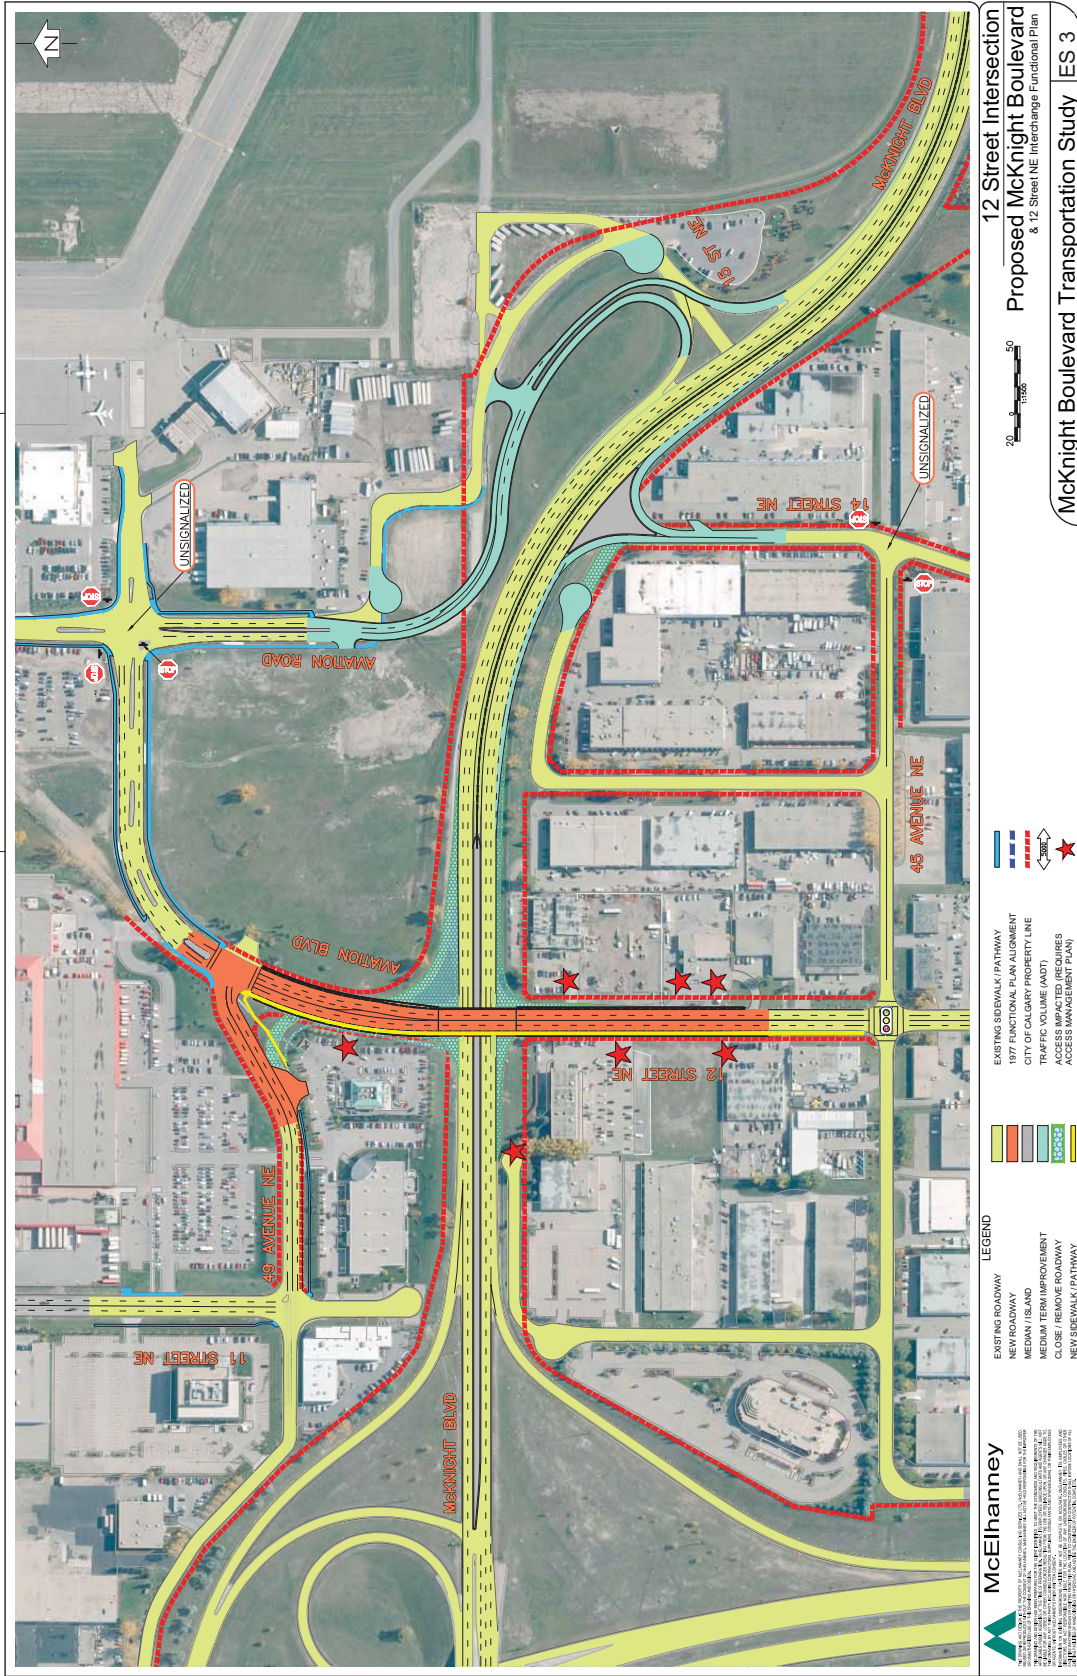 12 Street Intersection
Proposed McKnight Boulevard
& 12 Street NE Interchange Functional Plan
McKnight Boulevard Transportation Study
ES 3
20 0 50
1:1500
N
McKNIGHT BLVD
15 ST NE
UNSIGNALIZED
UNSIGNALIZED
14 STREET NE
STOP
STOP
STOP
STOP
STOP
AVIATION ROAD
AVIATION BLVD
45 AVENUE NE
12 STREET NE
49 AVENUE NE
11 STREET NE
McKNIGHT BLVD
LEGEND
EXISTING ROADWAY
NEW ROADWAY
MEDIAN / ISLAND
MEDIUM TERM IMPROVEMENT
CLOSE / REMOVE ROADWAY
NEW SIDEWALK / PATHWAY
EXISTING SIDEWALK / PATHWAY
1977 FUNCTIONAL PLAN ALIGNMENT
CITY OF CALGARY PROPERTY LINE
TRAFFIC VOLUME (AADT)
5000
ACCESS IMPACTED (REQUIRES
ACCESS MANAGEMENT PLAN)
McElhanney